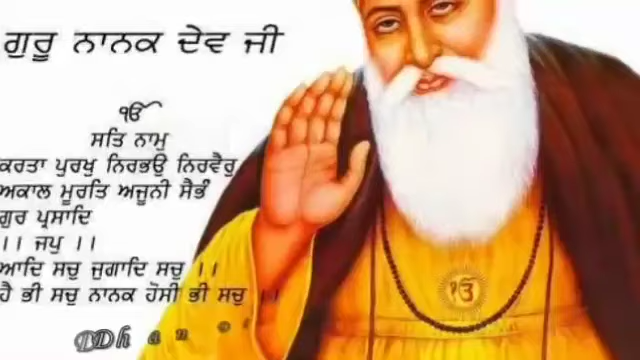 ਗੁਰੂ ਨਾਨਕ ਦੇਵ ਜੀ
ੴ
ਸਤਿ ਨਾਮੁ
ਕਰਤਾ ਪੁਰਖੁ ਨਿਰਭਉ ਨਿਰਵੈਰੁ
ਅਕਾਲ ਮੂਰਤਿ ਅਜੂਨੀ ਸੈਭੰ
ਗੁਰ ਪ੍ਰਸਾਦਿ
।। ਜਪੁ ।।
ਆਦਿ ਸਚੁ ਜੁਗਾਦਿ ਸਚੁ ।।
ਹੈ ਭੀ ਸਚੁ ਨਾਨਕ ਹੋਸੀ ਭੀ ਸਚੁ ।।
ੴ